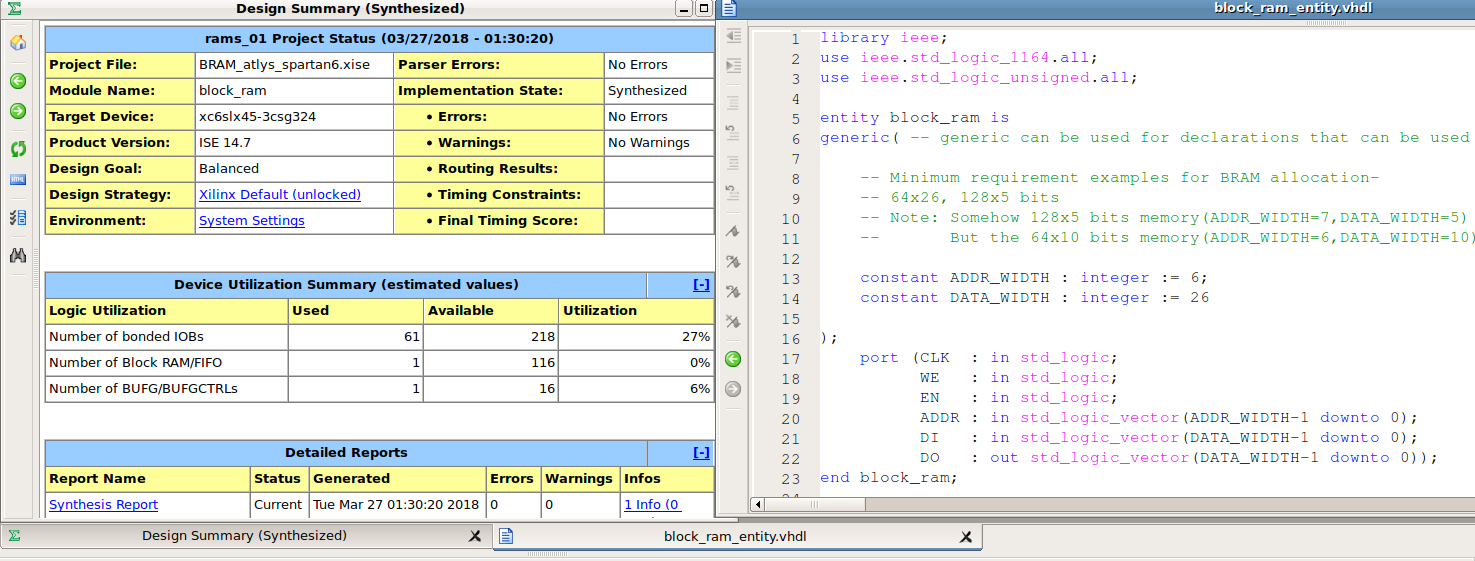 Design Summary (Synthesized)
rams_01 Project Status (03/27/2018 - 01:30:20)
Project File: BRAM_atlys_spartan6.xise Parser Errors: No Errors
Module Name: block_ram Implementation State: Synthesized
Target Device: xc6slx45-3csg324 • Errors: No Errors
Product Version: ISE 14.7 • Warnings: No Warnings
Design Goal: Balanced • Routing Results:
Design Strategy: Xilinx Default (unlocked) • Timing Constraints:
Environment: System Settings • Final Timing Score:
Device Utilization Summary (estimated values) [-]
Logic Utilization Used Available Utilization
Number of bonded IOBs 61 218 27%
Number of Block RAM/FIFO 1 116 0%
Number of BUFG/BUFGCTRLs 1 16 6%
Detailed Reports [-]
Report Name Status Generated Errors Warnings Infos
Synthesis Report Current Tue Mar 27 01:30:20 2018 0 0 1 Info (0
block_ram_entity.vhdl
1 library ieee;
2 use ieee.std_logic_1164.all;
3 use ieee.std_logic_unsigned.all;
4
5 entity block_ram is
6 generic( -- generic can be used for declarations that can be used
7
8 -- Minimum requirement examples for BRAM allocation-
9 -- 64x26, 128x5 bits
10 -- Note: Somehow 128x5 bits memory(ADDR_WIDTH=7,DATA_WIDTH=5)
11 -- But the 64x10 bits memory(ADDR_WIDTH=6,DATA_WIDTH=10)
12
13 constant ADDR_WIDTH : integer := 6;
14 constant DATA_WIDTH : integer := 26
15
16 );
17 port (CLK : in std_logic;
18 WE : in std_logic;
19 EN : in std_logic;
20 ADDR : in std_logic_vector(ADDR_WIDTH-1 downto 0);
21 DI : in std_logic_vector(DATA_WIDTH-1 downto 0);
22 DO : out std_logic_vector(DATA_WIDTH-1 downto 0));
23 end block_ram;
Design Summary (Synthesized)
block_ram_entity.vhdl